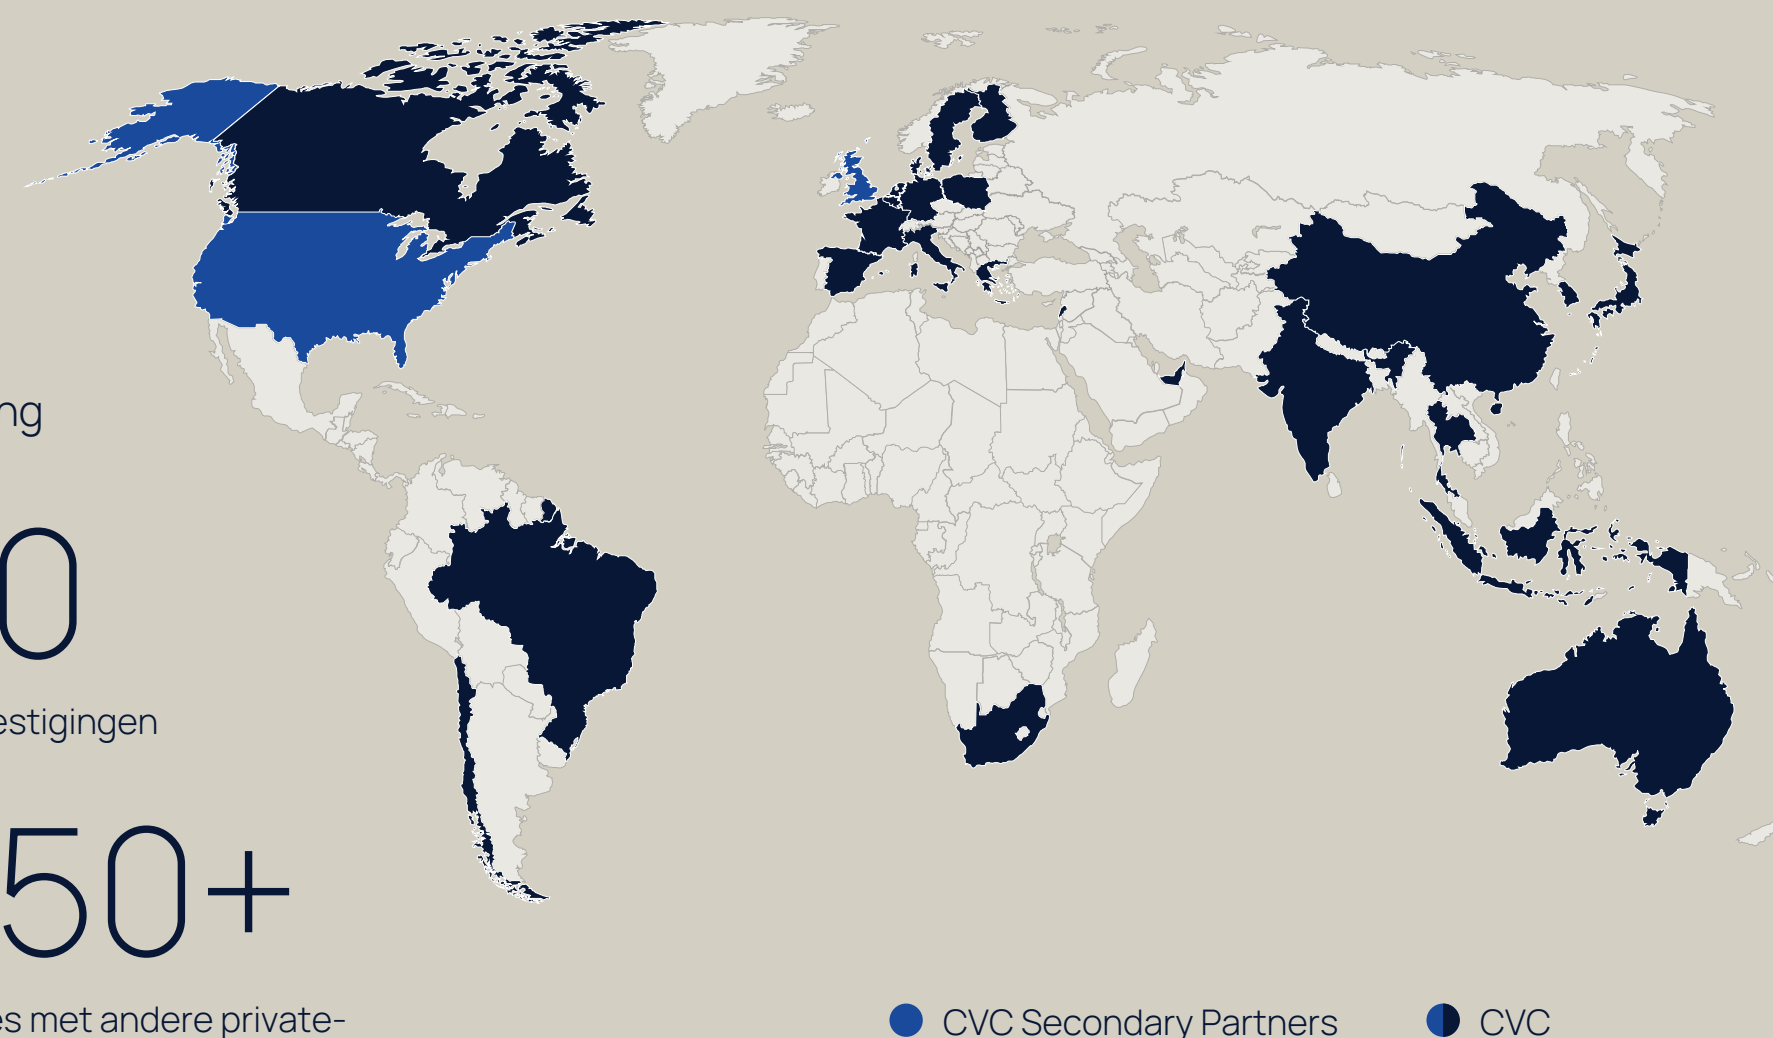 ng
0
estigingen
50+
es met andere private-
CVC Secondary Partners
CVC